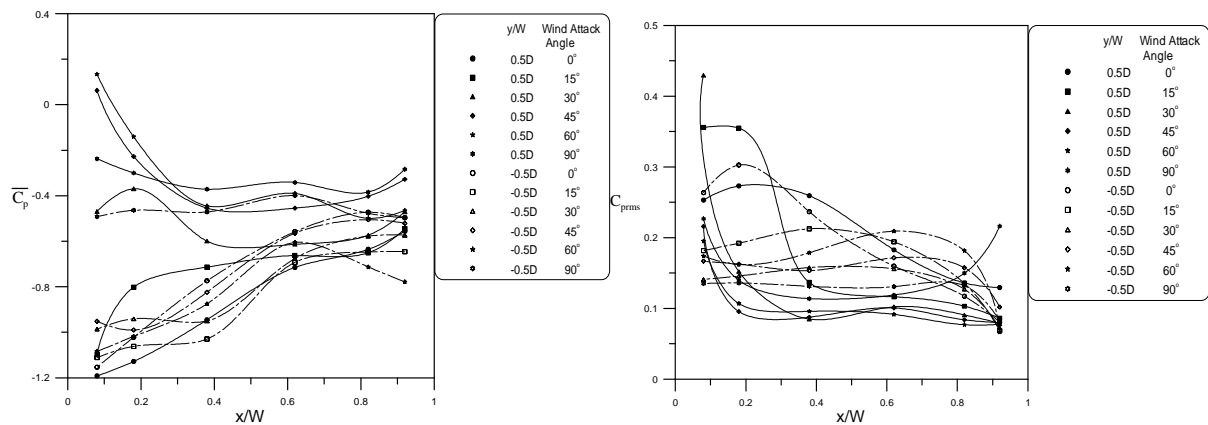 0.4
0
-0.4
-0.8
-1.2
C̅p
0 0.2 0.4 0.6 0.8 1
x/W
y/W Wind Attack
Angle
0.5D 0°
0.5D 15°
0.5D 30°
0.5D 45°
0.5D 60°
0.5D 90°
-0.5D 0°
-0.5D 15°
-0.5D 30°
-0.5D 45°
-0.5D 60°
-0.5D 90°
0.5
0.4
0.3
0.2
0.1
0
Cprms
0 0.2 0.4 0.6 0.8 1
x/W
y/W Wind Attack
Angle
0.5D 0°
0.5D 15°
0.5D 30°
0.5D 45°
0.5D 60°
0.5D 90°
-0.5D 0°
-0.5D 15°
-0.5D 30°
-0.5D 45°
-0.5D 60°
-0.5D 90°